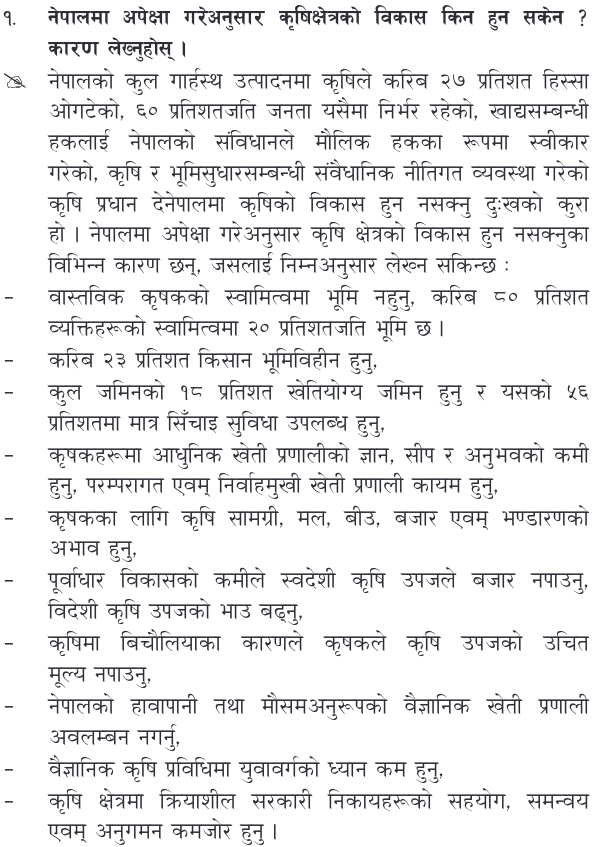 १. नेपालमा अपेक्षा गरेअनुसार कृषिक्षेत्रको विकास किन हुन सकेन ?
कारण लेख्नुहोस् ।
नेपालको कुल गार्हस्थ उत्पादनमा कृषिले करिब २७ प्रतिशत हिस्सा
ओगटेको, ६० प्रतिशतजति जनता यसैमा निर्भर रहेको, खाद्यसम्बन्धी
हकलाई नेपालको संविधानले मौलिक हकका रूपमा स्वीकार
गरेको, कृषि र भूमिसुधारसम्बन्धी संवैधानिक नीतिगत व्यवस्था गरेको
कृषि प्रधान देनेपालमा कृषिको विकास हुन नसक्नु दुःखको कुरा
हो । नेपालमा अपेक्षा गरेअनुसार कृषि क्षेत्रको विकास हुन नसक्नुका
विभिन्न कारण छन्, जसलाई निम्नअनुसार लेख्न सकिन्छ :
- वास्तविक कृषकको स्वामित्वमा भूमि नहुनु, करिब ८० प्रतिशत
व्यक्तिहरूको स्वामित्वमा २० प्रतिशतजति भूमि छ ।
- करिब २३ प्रतिशत किसान भूमिविहीन हुनु,
- कुल जमिनको १८ प्रतिशत खेतियोग्य जमिन हुनु र यसको ५६
प्रतिशतमा मात्र सिँचाइ सुविधा उपलब्ध हुनु,
- कृषकहरूमा आधुनिक खेती प्रणालीको ज्ञान, सीप र अनुभवको कमी
हुनु, परम्परागत एवम् निर्वाहमुखी खेती प्रणाली कायम हुनु,
- कृषकका लागि कृषि सामग्री, मल, बीउ, बजार एवम् भण्डारणको
अभाव हुनु,
- पूर्वाधार विकासको कमीले स्वदेशी कृषि उपजले बजार नपाउनु,
विदेशी कृषि उपजको भाउ बढ्नु,
- कृषिमा बिचौलियाका कारणले कृषकले कृषि उपजको उचित
मूल्य नपाउनु,
- नेपालको हावापानी तथा मौसमअनुरूपको वैज्ञानिक खेती प्रणाली
अवलम्बन नगर्नु,
- वैज्ञानिक कृषि प्रविधिमा युवावर्गको ध्यान कम हुनु,
- कृषि क्षेत्रमा क्रियाशील सरकारी निकायहरूको सहयोग, समन्वय
एवम् अनुगमन कमजोर हुनु ।